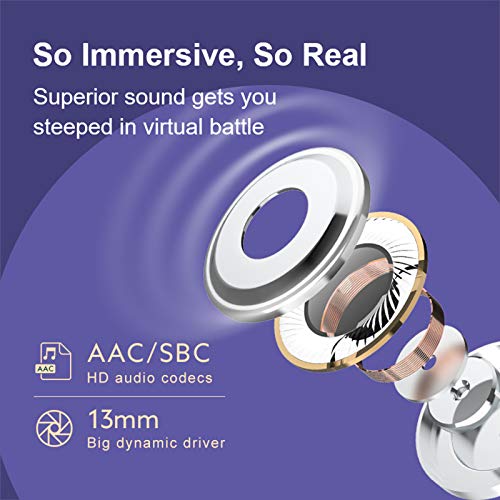 So Immersive, So Real
Superior sound gets you
steeped in virtual battle
AAC/SBC
AAC
HD audio codecs
13mm
Big dynamic driver